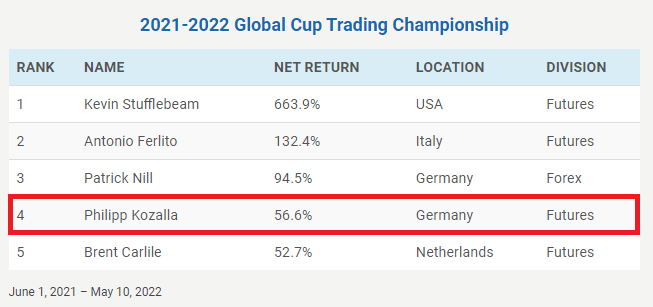 2021-2022 Global Cup Trading Championship
RANK NAME NET RETURN LOCATION DIVISION
1 Kevin Stufflebeam 663.9% USA Futures
2 Antonio Ferlito 132.4% Italy Futures
3 Patrick Nill 94.5% Germany Forex
4 Philipp Kozalla 56.6% Germany Futures
5 Brent Carlile 52.7% Netherlands Futures
June 1, 2021 – May 10, 2022